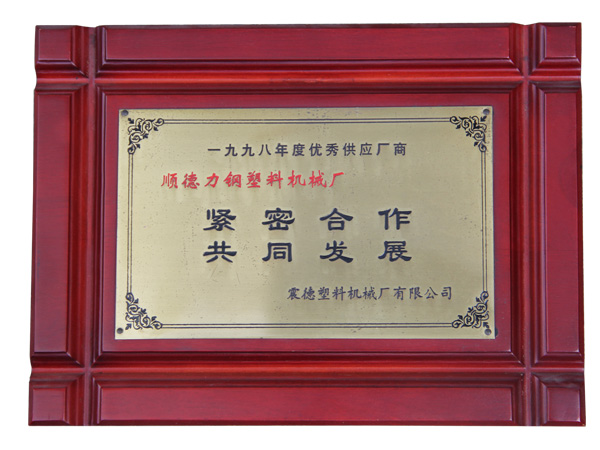 一九九八年度优秀供应厂商
顺德力钢塑料机械厂
紧密合作
共同发展
震德塑料机械厂有限公司